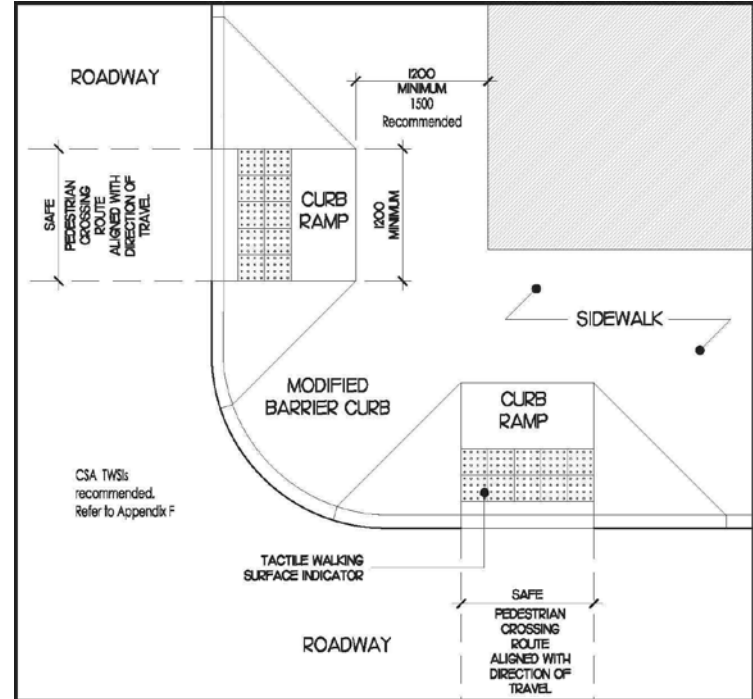 ROADWAY
1200
MINIMUM
1500
Recommended
SAFE
PEDESTRIAN
CROSSING
ROUTE
ALIGNED WITH
DIRECTION OF
TRAVEL
CURB
RAMP
1200
MINIMUM
SIDEWALK
MODIFIED
BARRIER CURB
CURB
RAMP
CSA TWSIs
recommended.
Refer to Appendix F
TACTILE WALKING
SURFACE INDICATOR
ROADWAY
SAFE
PEDESTRIAN
CROSSING
ROUTE
ALIGNED WITH
DIRECTION OF
TRAVEL